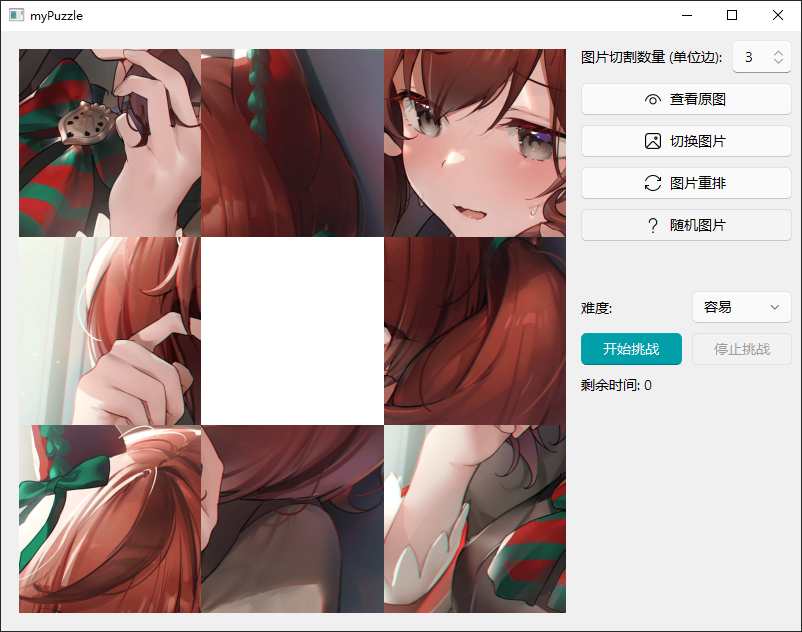 myPuzzle
图片切割数量 (单位边): 3
查看原图
切换图片
图片重排
随机图片
难度: 容易
开始挑战 停止挑战
剩余时间: 0